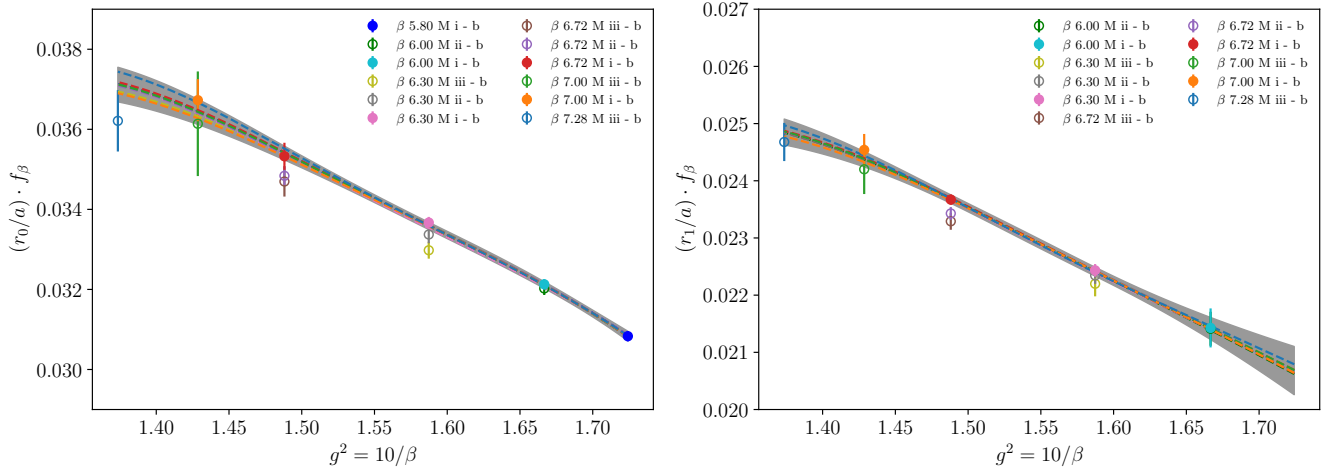 0.038
0.036
0.034
0.032
0.030
(r₀/a) · f_β
1.40 1.45 1.50 1.55 1.60 1.65 1.70
g² = 10/β
β 5.80 M i - b
β 6.00 M ii - b
β 6.00 M i - b
β 6.30 M iii - b
β 6.30 M ii - b
β 6.30 M i - b
β 6.72 M iii - b
β 6.72 M ii - b
β 6.72 M i - b
β 7.00 M iii - b
β 7.00 M i - b
β 7.28 M iii - b
0.027
0.026
0.025
0.024
0.023
0.022
0.021
0.020
(r₁/a) · f_β
1.40 1.45 1.50 1.55 1.60 1.65 1.70
g² = 10/β
β 6.00 M ii - b
β 6.00 M i - b
β 6.30 M iii - b
β 6.30 M ii - b
β 6.30 M i - b
β 6.72 M iii - b
β 6.72 M ii - b
β 6.72 M i - b
β 7.00 M iii - b
β 7.00 M i - b
β 7.28 M iii - b